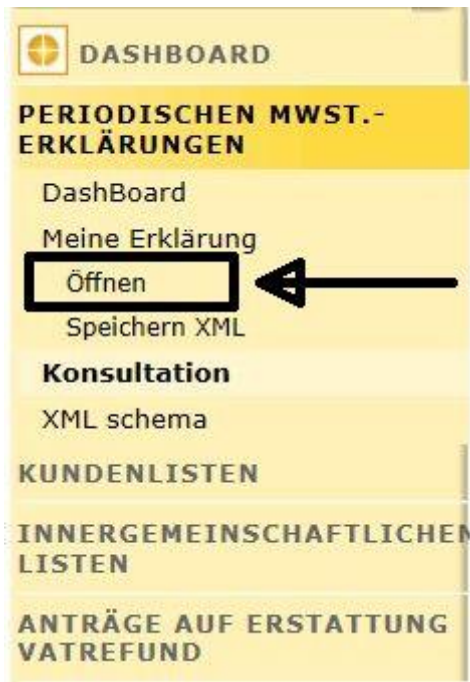 DASHBOARD
PERIODISCHEN MWST.-
ERKLÄRUNGEN
DashBoard
Meine Erklärung
Öffnen
Speichern XML
Konsultation
XML schema
KUNDENLISTEN
INNERGEMEINSCHAFTLICHEN
LISTEN
ANTRÄGE AUF ERSTATTUNG
VATREFUND